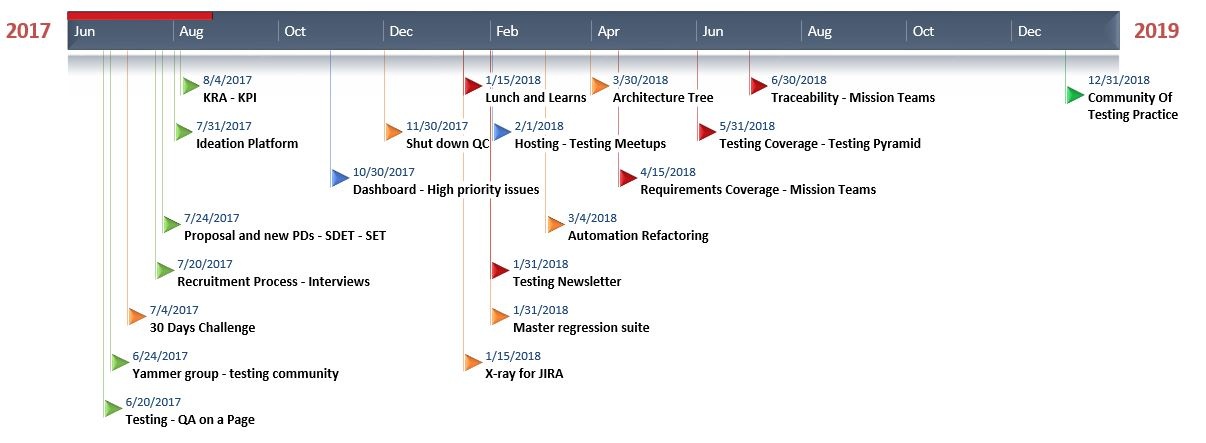 2017
Jun
Aug
Oct
Dec
Feb
Apr
Jun
Aug
Oct
Dec
2019
8/4/2017
KRA - KPI
1/15/2018
Lunch and Learns
3/30/2018
Architecture Tree
6/30/2018
Traceability - Mission Teams
12/31/2018
Community Of
Testing Practice
7/31/2017
Ideation Platform
11/30/2017
Shut down QC
2/1/2018
Hosting - Testing Meetups
5/31/2018
Testing Coverage - Testing Pyramid
10/30/2017
Dashboard - High priority issues
4/15/2018
Requirements Coverage - Mission Teams
7/24/2017
Proposal and new PDs - SDET - SET
3/4/2018
Automation Refactoring
7/20/2017
Recruitment Process - Interviews
1/31/2018
Testing Newsletter
7/4/2017
30 Days Challenge
1/31/2018
Master regression suite
6/24/2017
Yammer group - testing community
1/15/2018
X-ray for JIRA
6/20/2017
Testing - QA on a Page